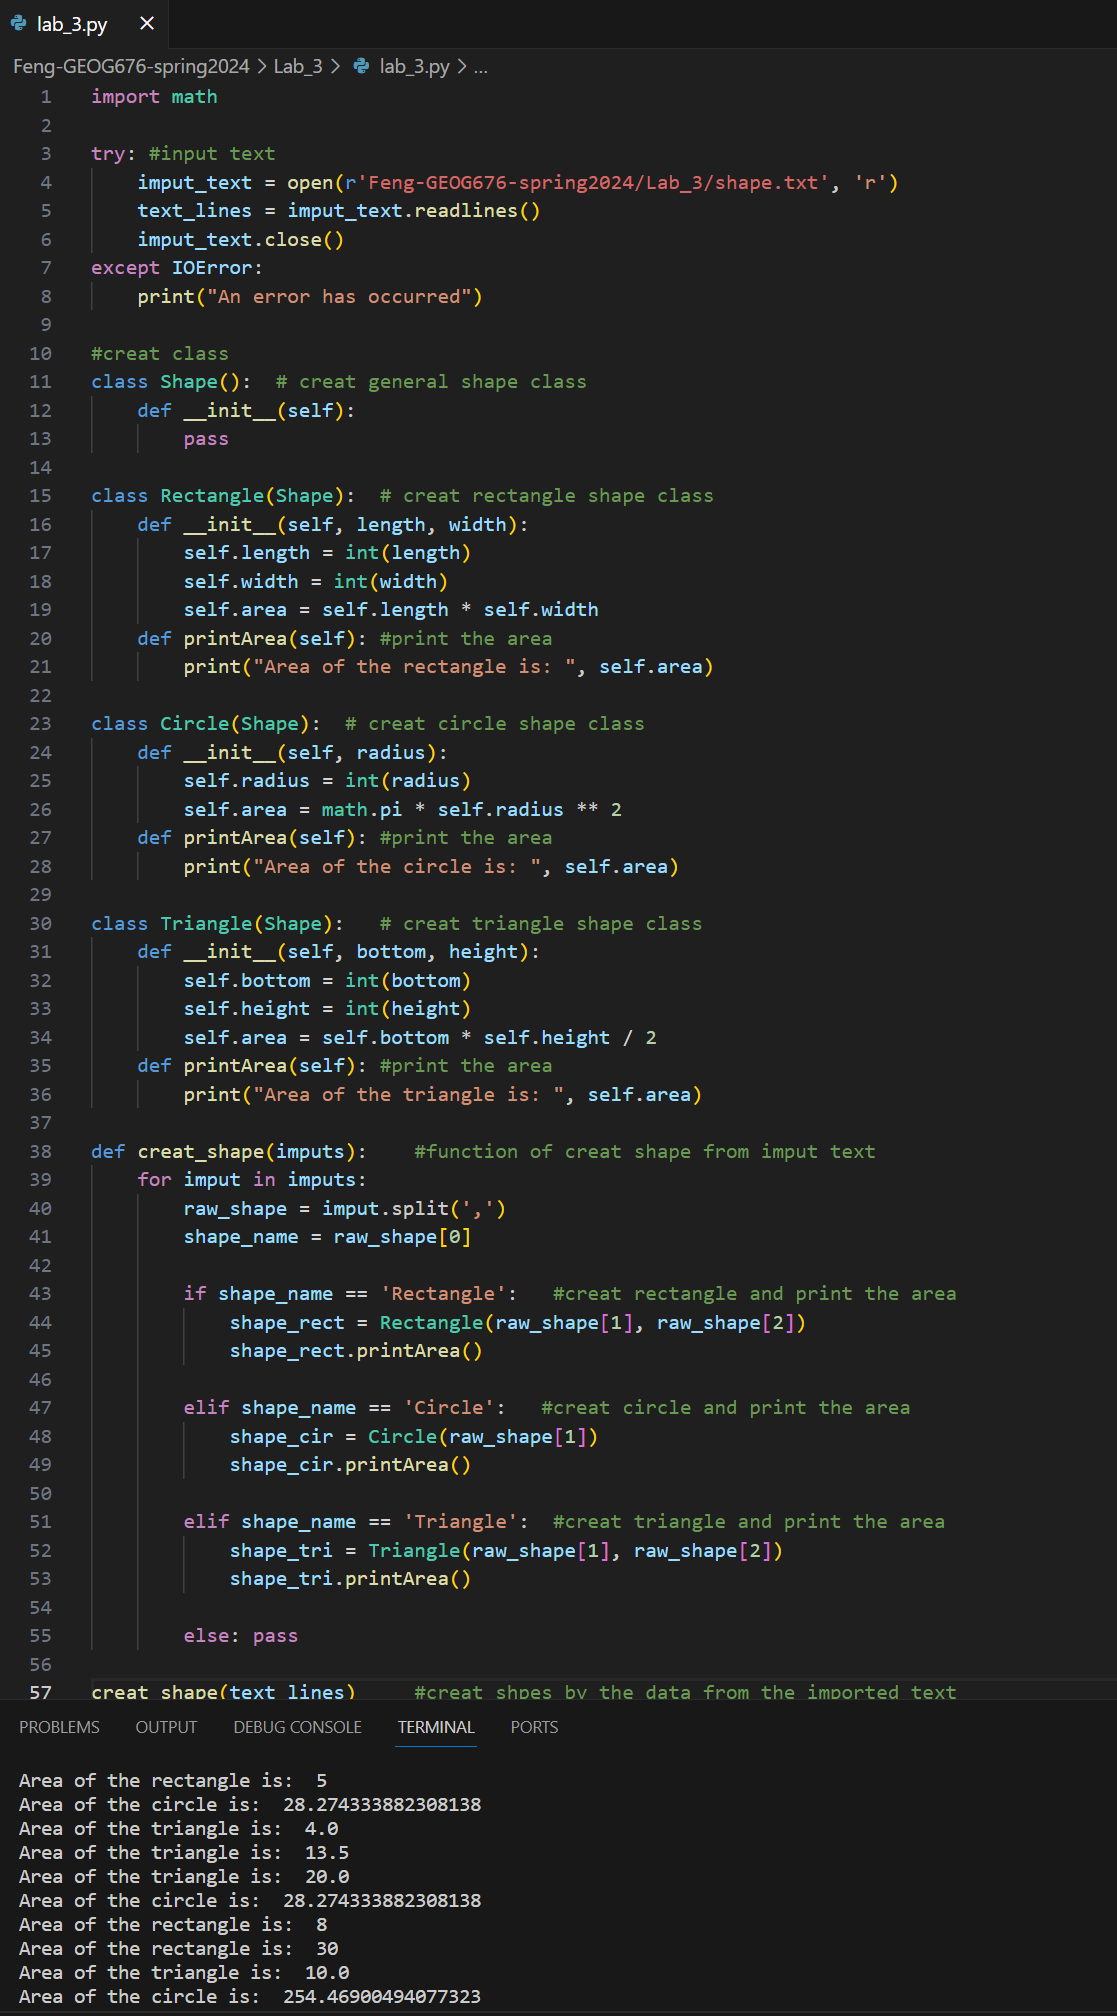 lab_3.py ×
Feng-GEOG676-spring2024 > Lab_3 > lab_3.py > ...
1 import math
2
3 try: #input text
4     imput_text = open(r'Feng-GEOG676-spring2024/Lab_3/shape.txt', 'r')
5     text_lines = imput_text.readlines()
6     imput_text.close()
7 except IOError:
8     print("An error has occurred")
9
10 #creat class
11 class Shape():  # creat general shape class
12     def __init__(self):
13         pass
14
15 class Rectangle(Shape):  # creat rectangle shape class
16     def __init__(self, length, width):
17         self.length = int(length)
18         self.width = int(width)
19         self.area = self.length * self.width
20     def printArea(self): #print the area
21         print("Area of the rectangle is: ", self.area)
22
23 class Circle(Shape):  # creat circle shape class
24     def __init__(self, radius):
25         self.radius = int(radius)
26         self.area = math.pi * self.radius ** 2
27     def printArea(self): #print the area
28         print("Area of the circle is: ", self.area)
29
30 class Triangle(Shape):   # creat triangle shape class
31     def __init__(self, bottom, height):
32         self.bottom = int(bottom)
33         self.height = int(height)
34         self.area = self.bottom * self.height / 2
35     def printArea(self): #print the area
36         print("Area of the triangle is: ", self.area)
37
38 def creat_shape(imputs):    #function of creat shape from imput text
39     for imput in imputs:
40         raw_shape = imput.split(',')
41         shape_name = raw_shape[0]
42
43         if shape_name == 'Rectangle':   #creat rectangle and print the area
44             shape_rect = Rectangle(raw_shape[1], raw_shape[2])
45             shape_rect.printArea()
46
47         elif shape_name == 'Circle':   #creat circle and print the area
48             shape_cir = Circle(raw_shape[1])
49             shape_cir.printArea()
50
51         elif shape_name == 'Triangle':  #creat triangle and print the area
52             shape_tri = Triangle(raw_shape[1], raw_shape[2])
53             shape_tri.printArea()
54
55         else: pass
56
57 creat_shape(text_lines)     #creat shpes by the data from the imported text
PROBLEMS OUTPUT DEBUG CONSOLE TERMINAL PORTS
Area of the rectangle is:  5
Area of the circle is:  28.274333882308138
Area of the triangle is:  4.0
Area of the triangle is:  13.5
Area of the triangle is:  20.0
Area of the circle is:  28.274333882308138
Area of the rectangle is:  8
Area of the rectangle is:  30
Area of the triangle is:  10.0
Area of the circle is:  254.46900494077323